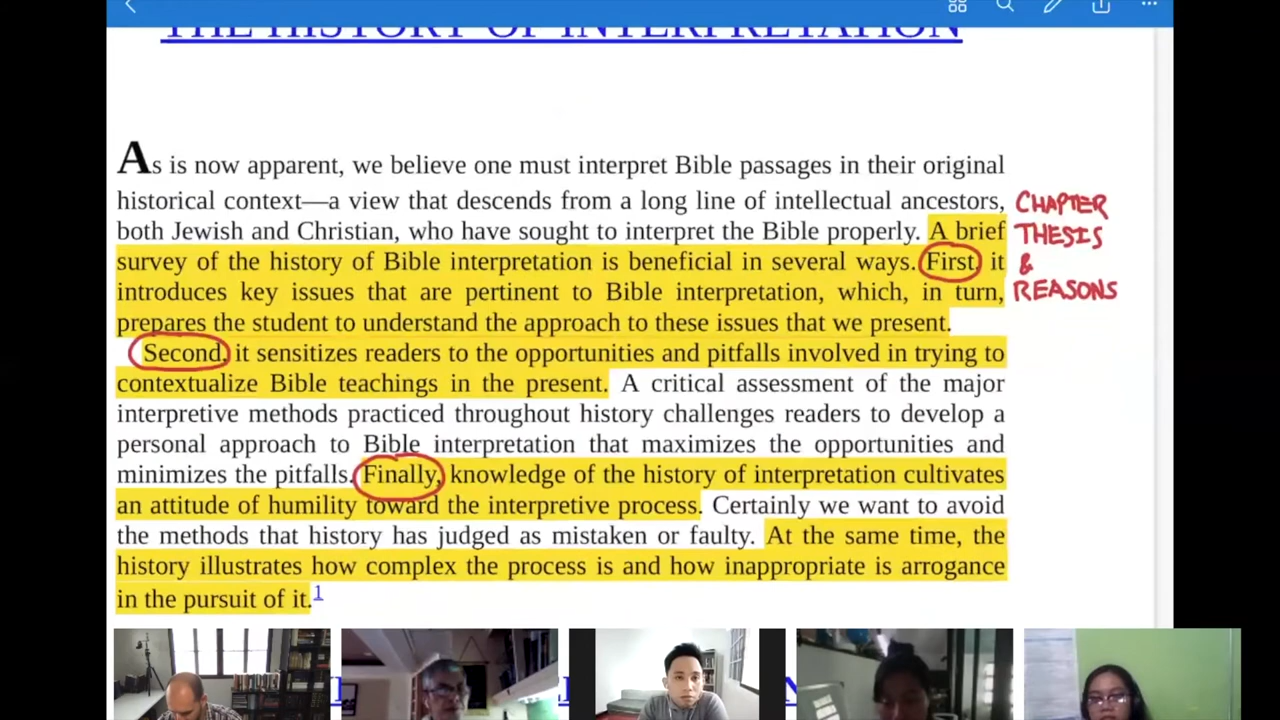 THE HISTORY OF INTERPRETATION
As is now apparent, we believe one must interpret Bible passages in their original
historical context—a view that descends from a long line of intellectual ancestors,
both Jewish and Christian, who have sought to interpret the Bible properly. A brief
survey of the history of Bible interpretation is beneficial in several ways. First, it
introduces key issues that are pertinent to Bible interpretation, which, in turn,
prepares the student to understand the approach to these issues that we present.
Second, it sensitizes readers to the opportunities and pitfalls involved in trying to
contextualize Bible teachings in the present. A critical assessment of the major
interpretive methods practiced throughout history challenges readers to develop a
personal approach to Bible interpretation that maximizes the opportunities and
minimizes the pitfalls. Finally, knowledge of the history of interpretation cultivates
an attitude of humility toward the interpretive process. Certainly we want to avoid
the methods that history has judged as mistaken or faulty. At the same time, the
history illustrates how complex the process is and how inappropriate is arrogance
in the pursuit of it.1
CHAPTER
THESIS
&
REASONS